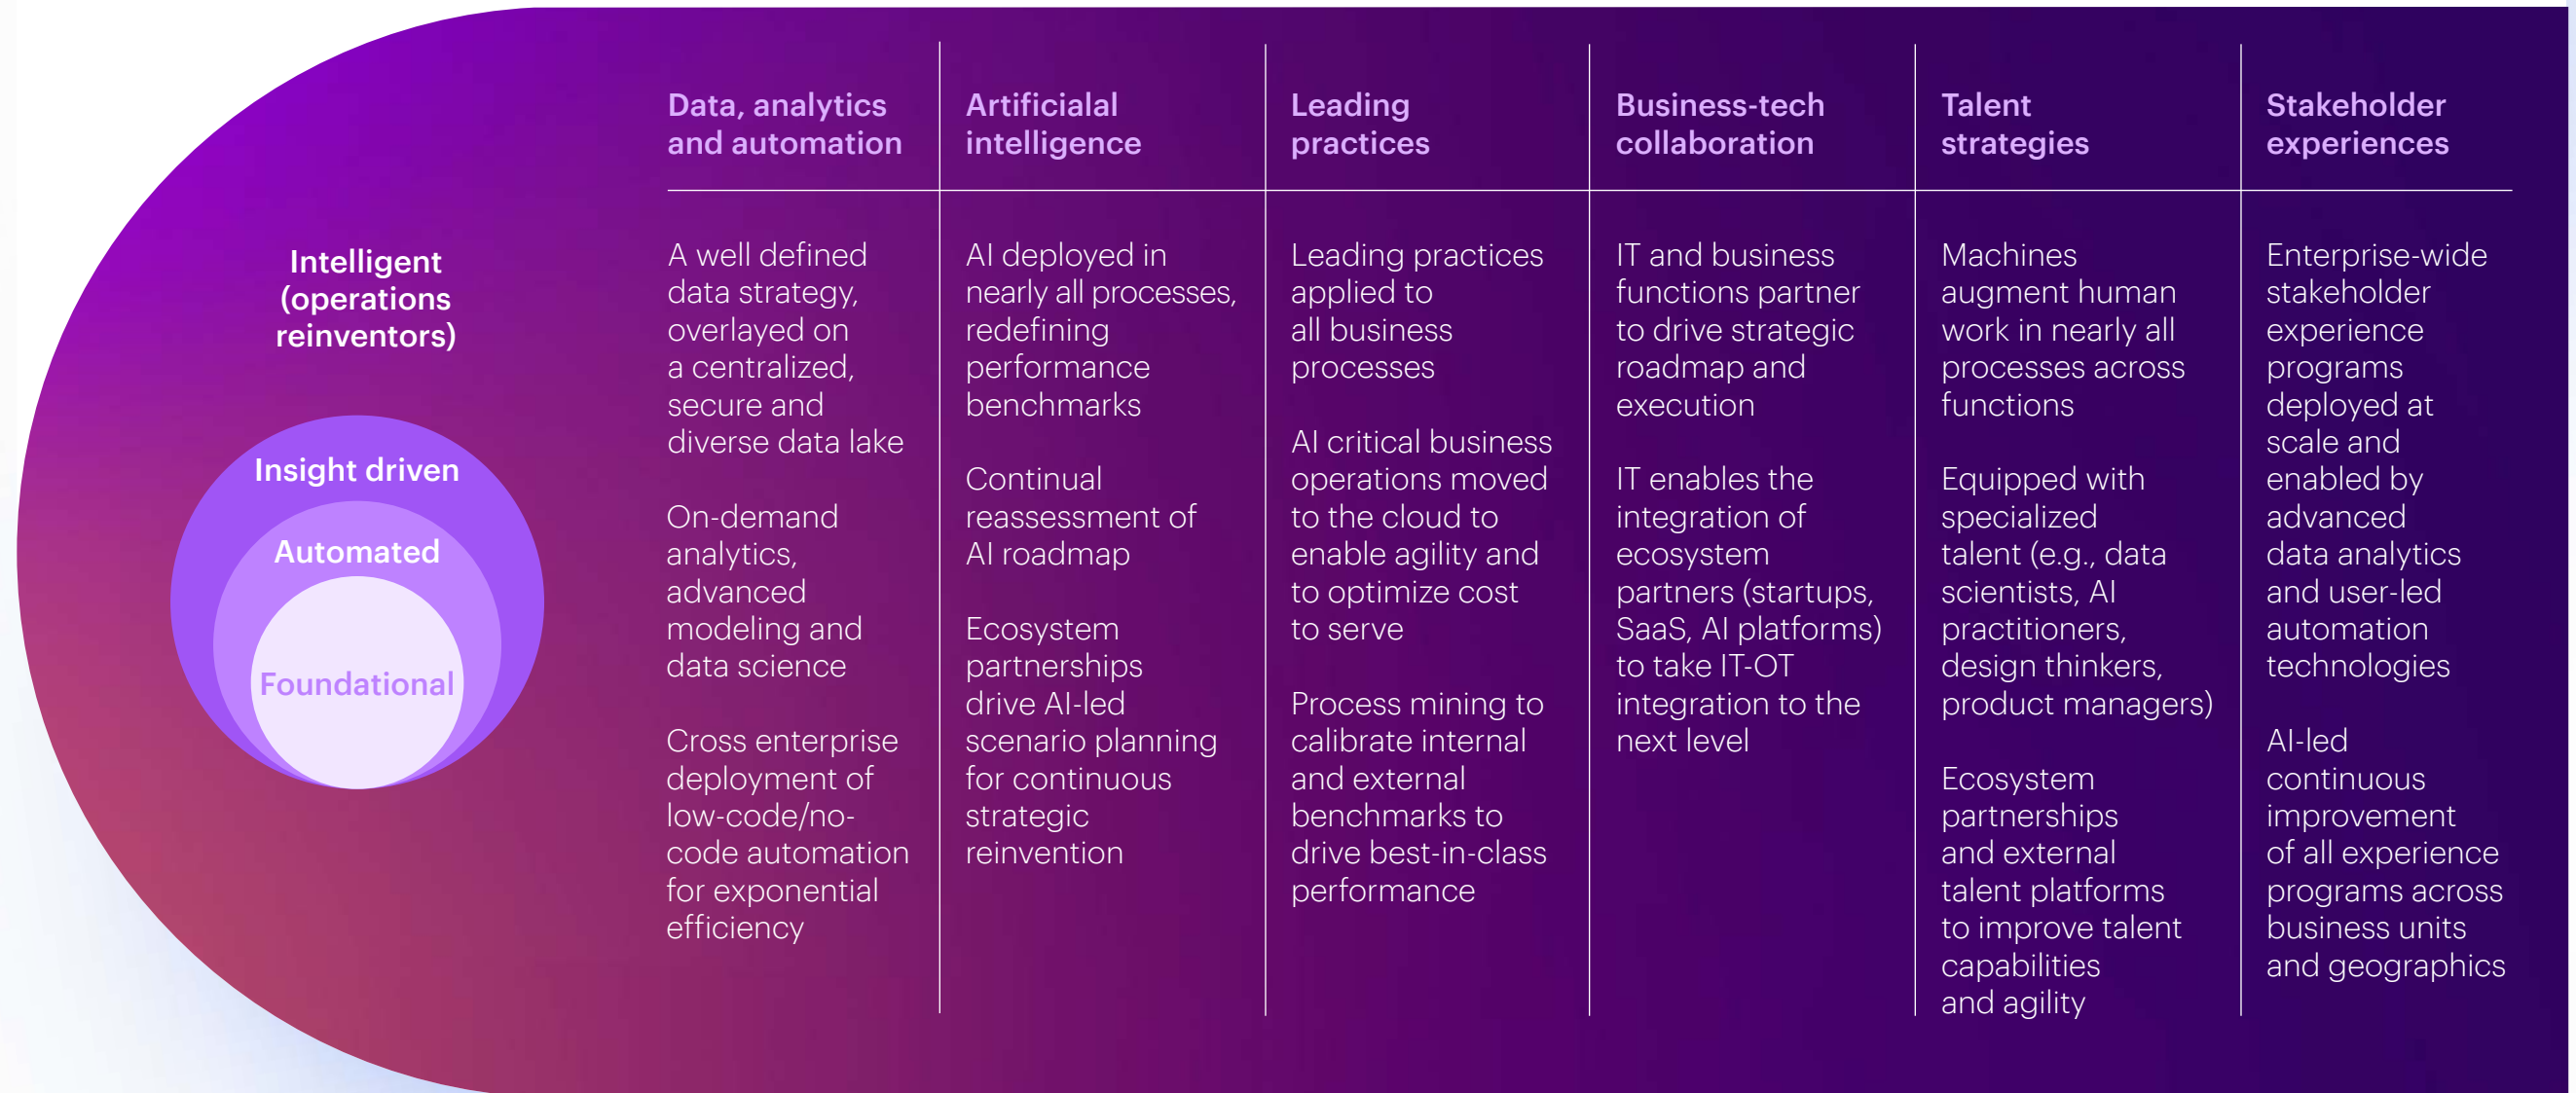 Intelligent
(operations
reinventors)
Insight driven
Automated
Foundational
Data, analytics
and automation
A well defined
data strategy,
overlayed on
a centralized,
secure and
diverse data lake
On-demand
analytics,
advanced
modeling and
data science
Cross enterprise
deployment of
low-code/no-
code automation
for exponential
efficiency
Artificialal
intelligence
AI deployed in
nearly all processes,
redefining
performance
benchmarks
Continual
reassessment of
AI roadmap
Ecosystem
partnerships
drive AI-led
scenario planning
for continuous
strategic
reinvention
Leading
practices
Leading practices
applied to
all business
processes
AI critical business
operations moved
to the cloud to
enable agility and
to optimize cost
to serve
Process mining to
calibrate internal
and external
benchmarks to
drive best-in-class
performance
Business-tech
collaboration
IT and business
functions partner
to drive strategic
roadmap and
execution
IT enables the
integration of
ecosystem
partners (startups,
SaaS, AI platforms)
to take IT-OT
integration to the
next level
Talent
strategies
Machines
augment human
work in nearly all
processes across
functions
Equipped with
specialized
talent (e.g., data
scientists, AI
practitioners,
design thinkers,
product managers)
Ecosystem
partnerships
and external
talent platforms
to improve talent
capabilities
and agility
Stakeholder
experiences
Enterprise-wide
stakeholder
experience
programs
deployed at
scale and
enabled by
advanced
data analytics
and user-led
automation
technologies
AI-led
continuous
improvement
of all experience
programs across
business units
and geographics